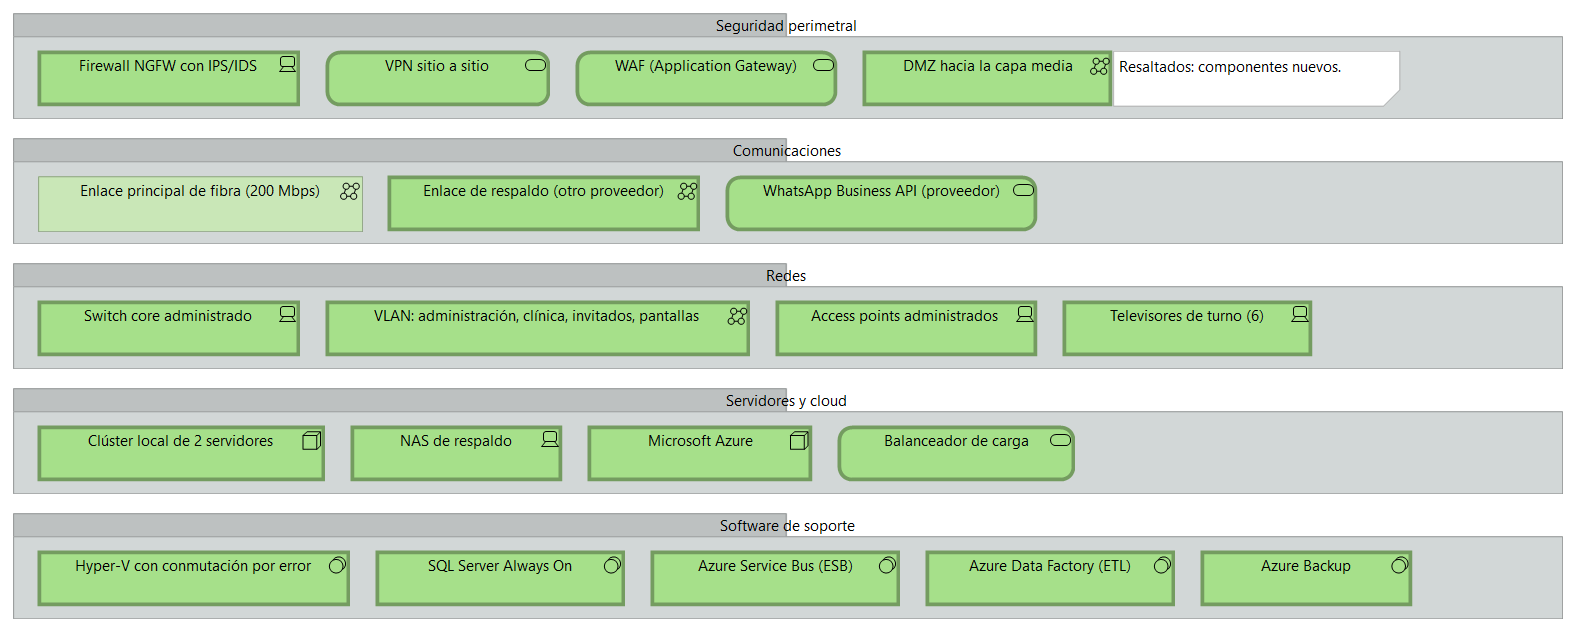 Seguridad perimetral
Firewall NGFW con IPS/IDS
VPN sitio a sitio
WAF (Application Gateway)
DMZ hacia la capa media
Resaltados: componentes nuevos.
Comunicaciones
Enlace principal de fibra (200 Mbps)
Enlace de respaldo (otro proveedor)
WhatsApp Business API (proveedor)
Redes
Switch core administrado
VLAN: administración, clínica, invitados, pantallas
Access points administrados
Televisores de turno (6)
Servidores y cloud
Clúster local de 2 servidores
NAS de respaldo
Microsoft Azure
Balanceador de carga
Software de soporte
Hyper-V con conmutación por error
SQL Server Always On
Azure Service Bus (ESB)
Azure Data Factory (ETL)
Azure Backup